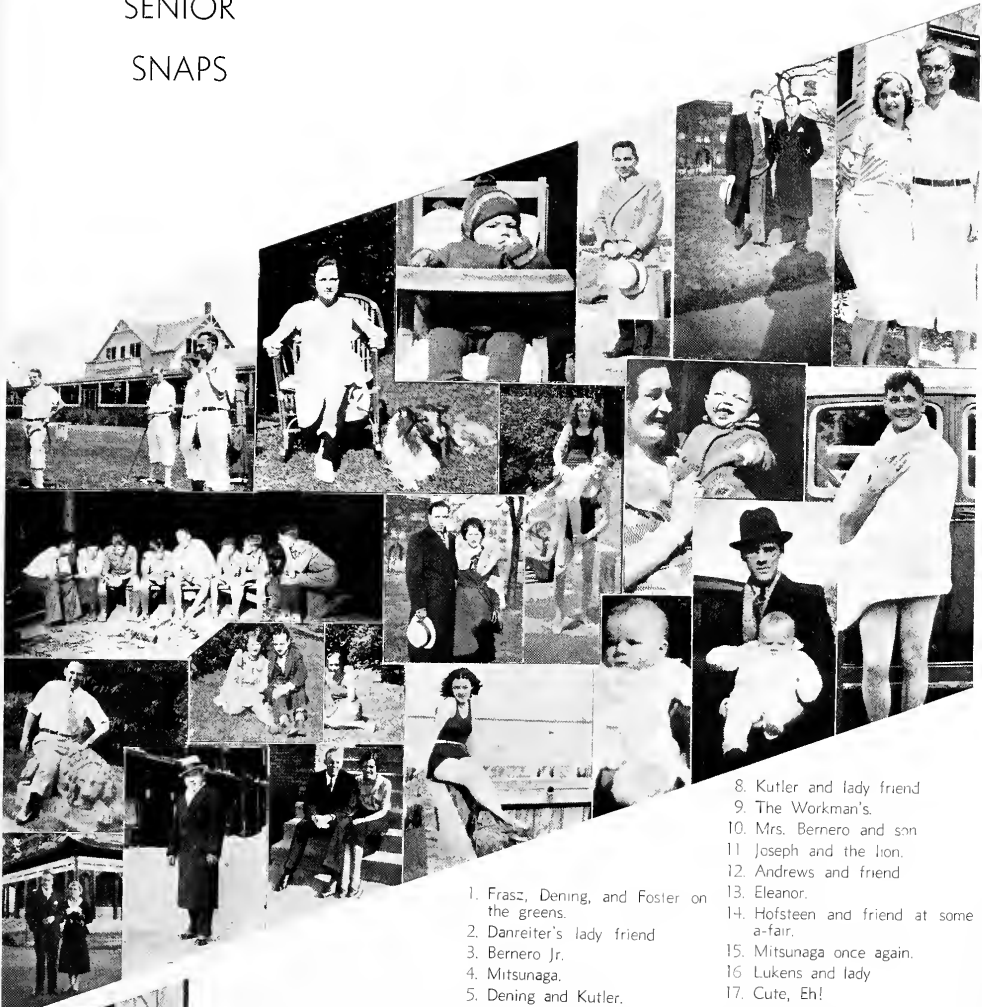 SENIOR
SNAPS
1. Frasz, Dening, and Foster on
the greens.
2. Danreiter's lady friend
3. Bernero Jr.
4. Mitsunaga.
5. Dening and Kutler.
8. Kutler and lady friend
9. The Workman's.
10. Mrs. Bernero and son
11 Joseph and the lion.
12. Andrews and friend
13. Eleanor.
14. Hofsteen and friend at some
a-fair.
15. Mitsunaga once again.
16 Lukens and lady
17. Cute, Eh!